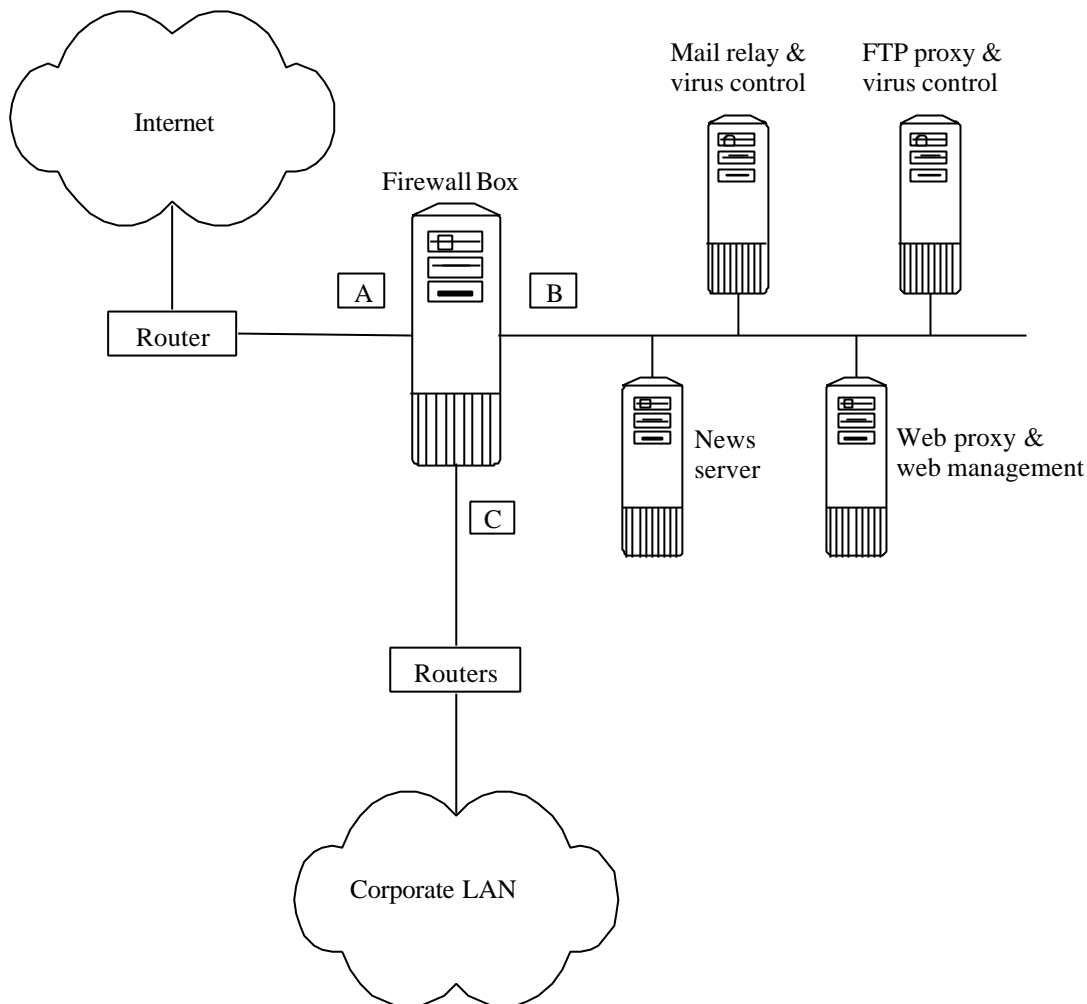 Mail relay &
virus control
FTP proxy &
virus control
Internet
Firewall Box
A
B
Router
News
server
Web proxy &
web management
C
Routers
Corporate LAN